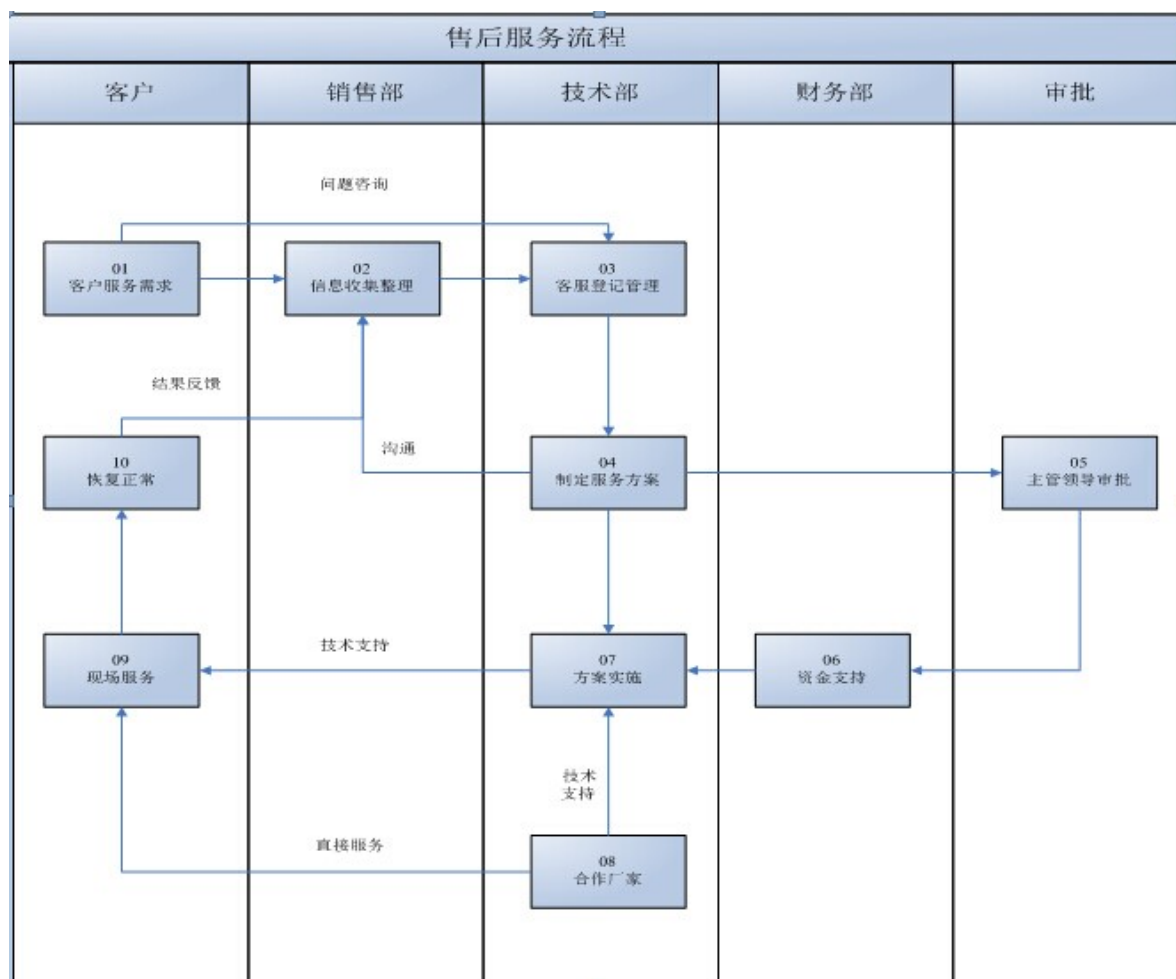 售后服务流程
客户
销售部
技术部
财务部
审批
问题咨询
01
客户服务需求
02
信息收集整理
03
客服登记管理
结果反馈
沟通
10
恢复正常
04
制定服务方案
05
主管领导审批
技术支持
09
现场服务
07
方案实施
06
资金支持
技术
支持
直接服务
08
合作厂家